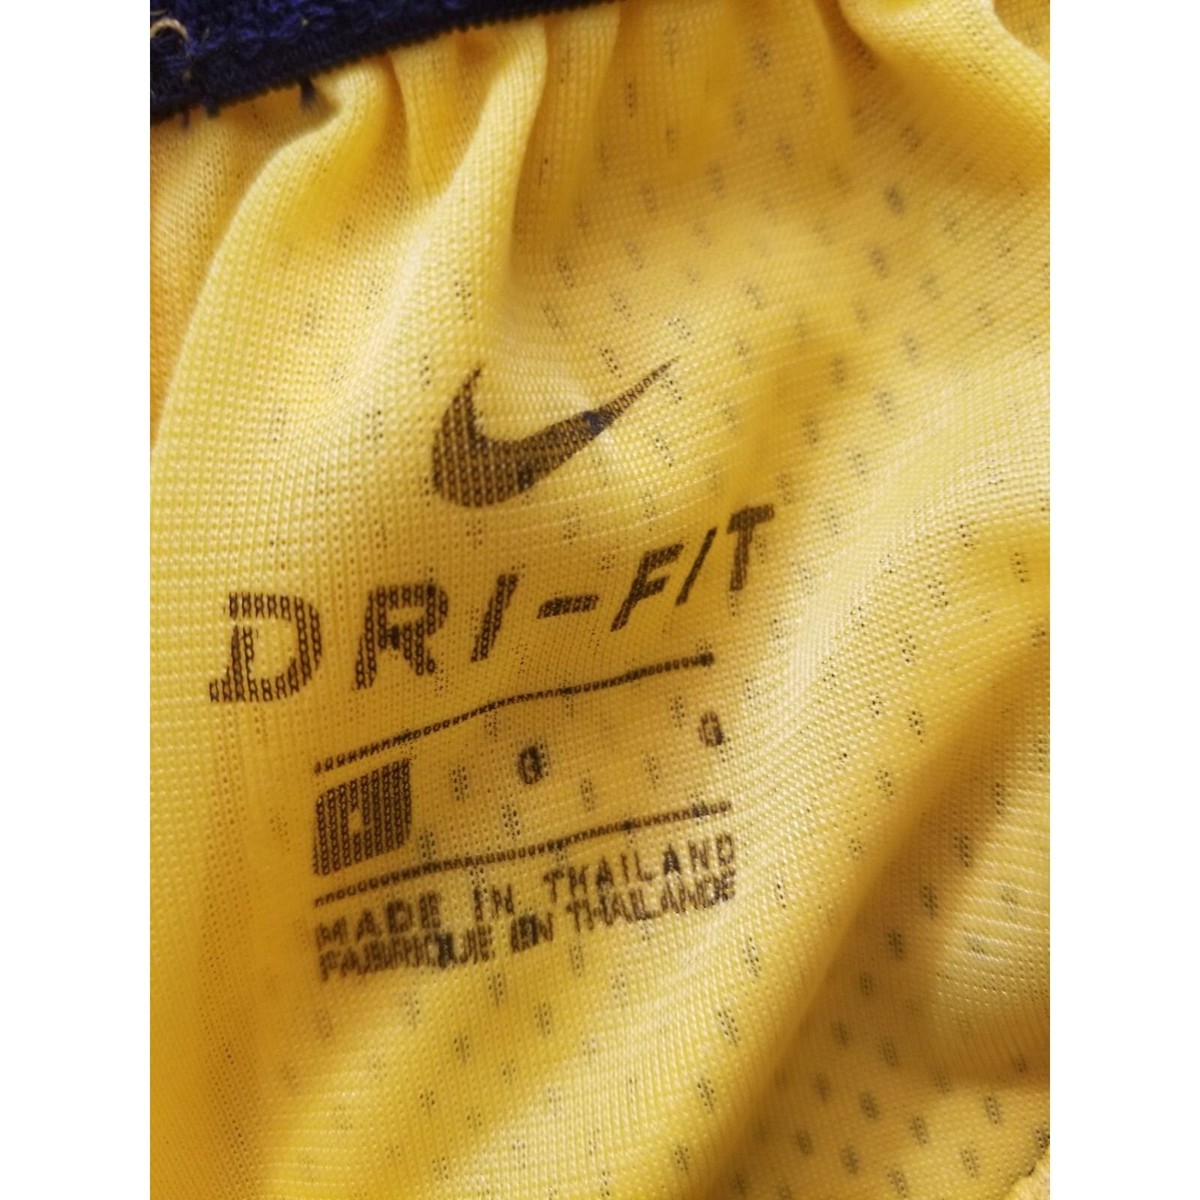 DRI-FIT
L G G
MADE IN THAILAND
FABRIQUE EN THAILANDE